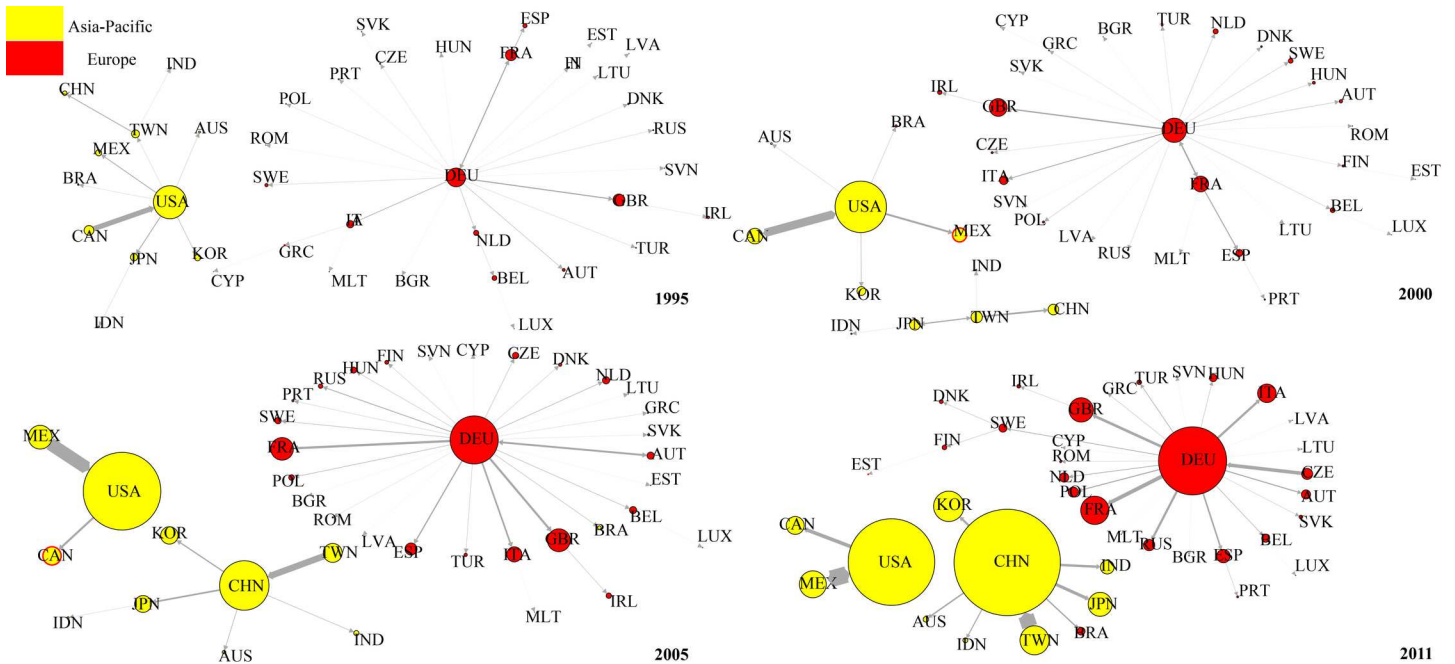 Asia-Pacific
Europe
CHN
IND
TWN
AUS
MEX
BRA
USA
CAN
JPN
KOR
IDN
CYP
SVK
CZE
HUN
ESP
FRA
EST
LVA
LTU
PRT
POL
DNK
RUS
ROM
DEU
SVN
SWE
GBR
IRL
NLD
GRC
TUR
MLT
BGR
BEL
AUT
LUX
1995
CYP
BGR
TUR
NLD
DNK
SWE
GRC
SVK
HUN
IRL
GBR
AUT
AUS
BRA
DEU
ROM
CZE
FIN
EST
ITA
FRA
USA
SVN
POL
BEL
CAN
MEX
LVA
RUS
MLT
ESP
LTU
LUX
KOR
IND
PRT
IDN
JPN
TWN
CHN
2000
FIN
SVN
CYP
CZE
DNK
HUN
NLD
RUS
PRT
LTU
SWE
GRC
MEX
FRA
DEU
SVK
AUT
POL
EST
USA
BGR
ROM
BEL
BRA
KOR
LVA
ESP
TUR
ITA
GBR
LUX
CAN
TWN
CHN
JPN
IRL
IDN
MLT
IND
AUS
2005
IRL
GRC
TUR
SVN
HUN
ITA
DNK
GBR
SWE
LVA
FIN
CYP
ROM
DEU
LTU
EST
NLD
CZE
POL
AUT
KOR
FRA
SVK
CAN
MLT
RUS
BEL
USA
CHN
BGR
ESP
LUX
MEX
IND
JPN
PRT
AUS
IDN
TWN
BRA
2011